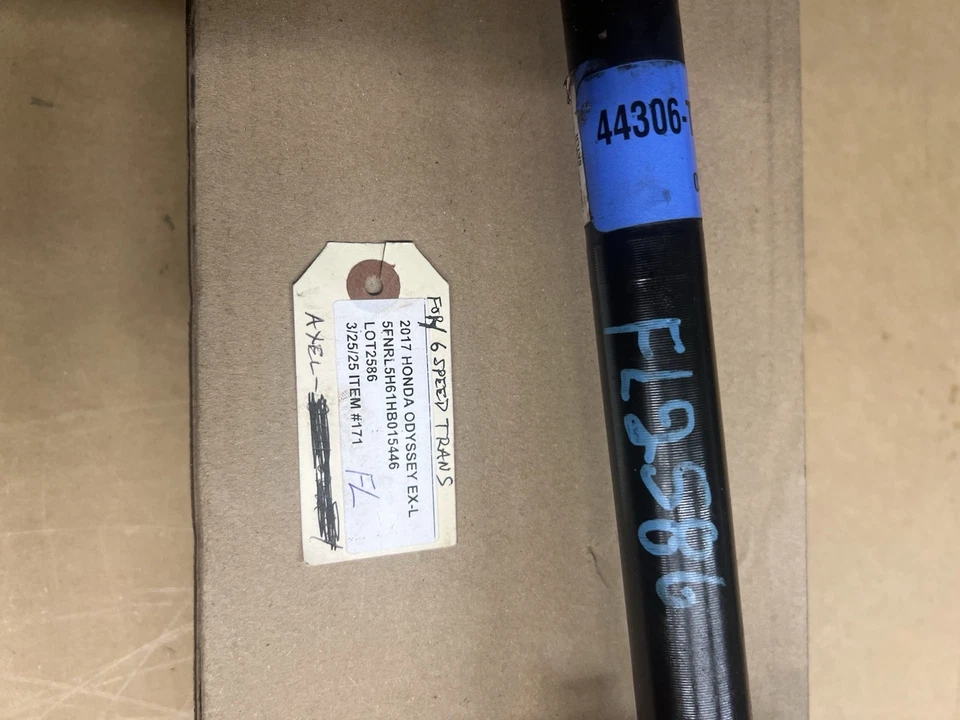 FOR 6 SPEED TRANS
2017 HONDA ODYSSEY EX-L
5FNRL5H61HB015446
LOT2586
3/25/25 ITEM #171
FL
AXEL-
44306-
FL2586